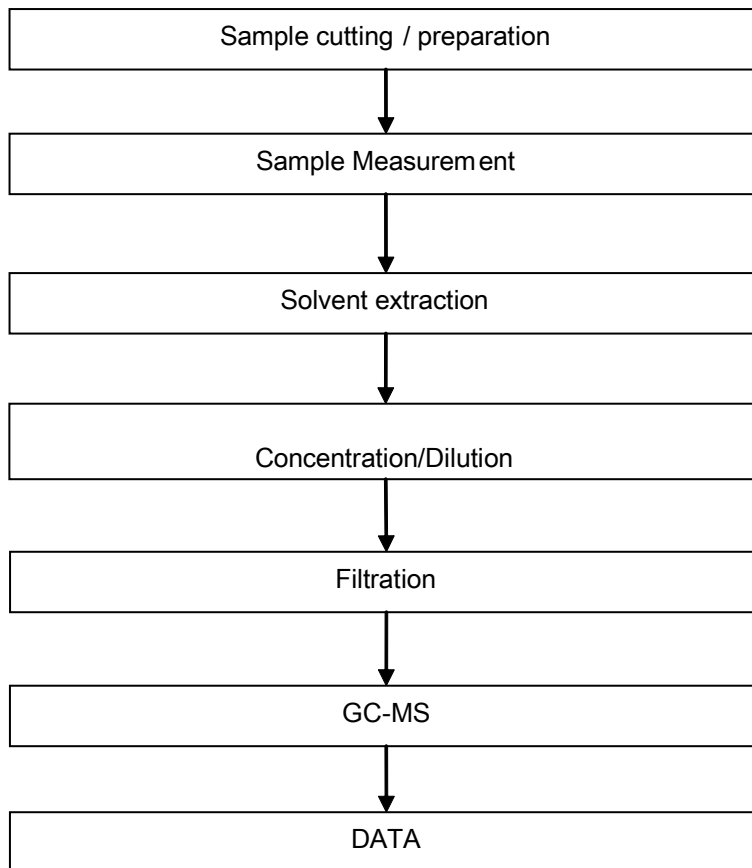 Sample cutting / preparation
Sample Measurement
Solvent extraction
Concentration/Dilution
Filtration
GC-MS
DATA